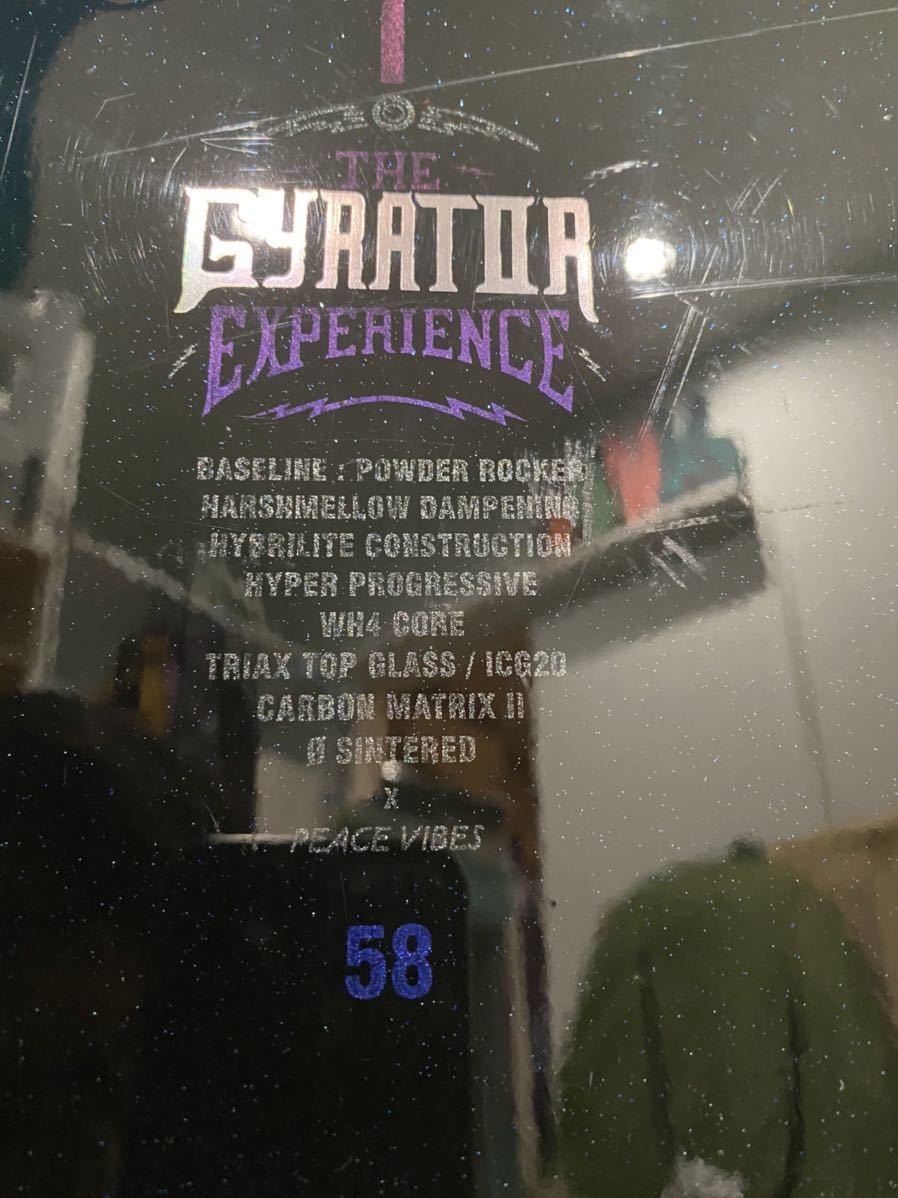 THE
GYRATOR
EXPERIENCE
BASELINE : POWDER ROCKER
HARSHMELLOW DAMPENING
HYBRILITE CONSTRUCTION
HYPER PROGRESSIVE
WH4 CORE
TRIAX TOP GLASS / ICG20
CARBON MATRIX II
Ø SINTERED
X
PEACE VIBES
58